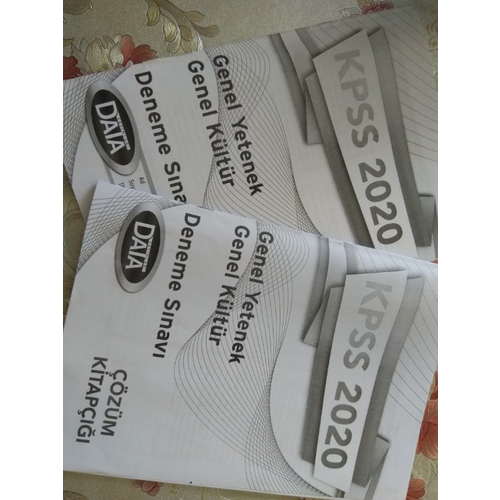 KPSS 2020
Genel Yetenek
Genel Kültür
Deneme Sınavı
DATA
KPSS 2020
Genel Yetenek
Genel Kültür
Deneme Sınavı
DATA
ÇÖZÜM
KİTAPÇIĞI